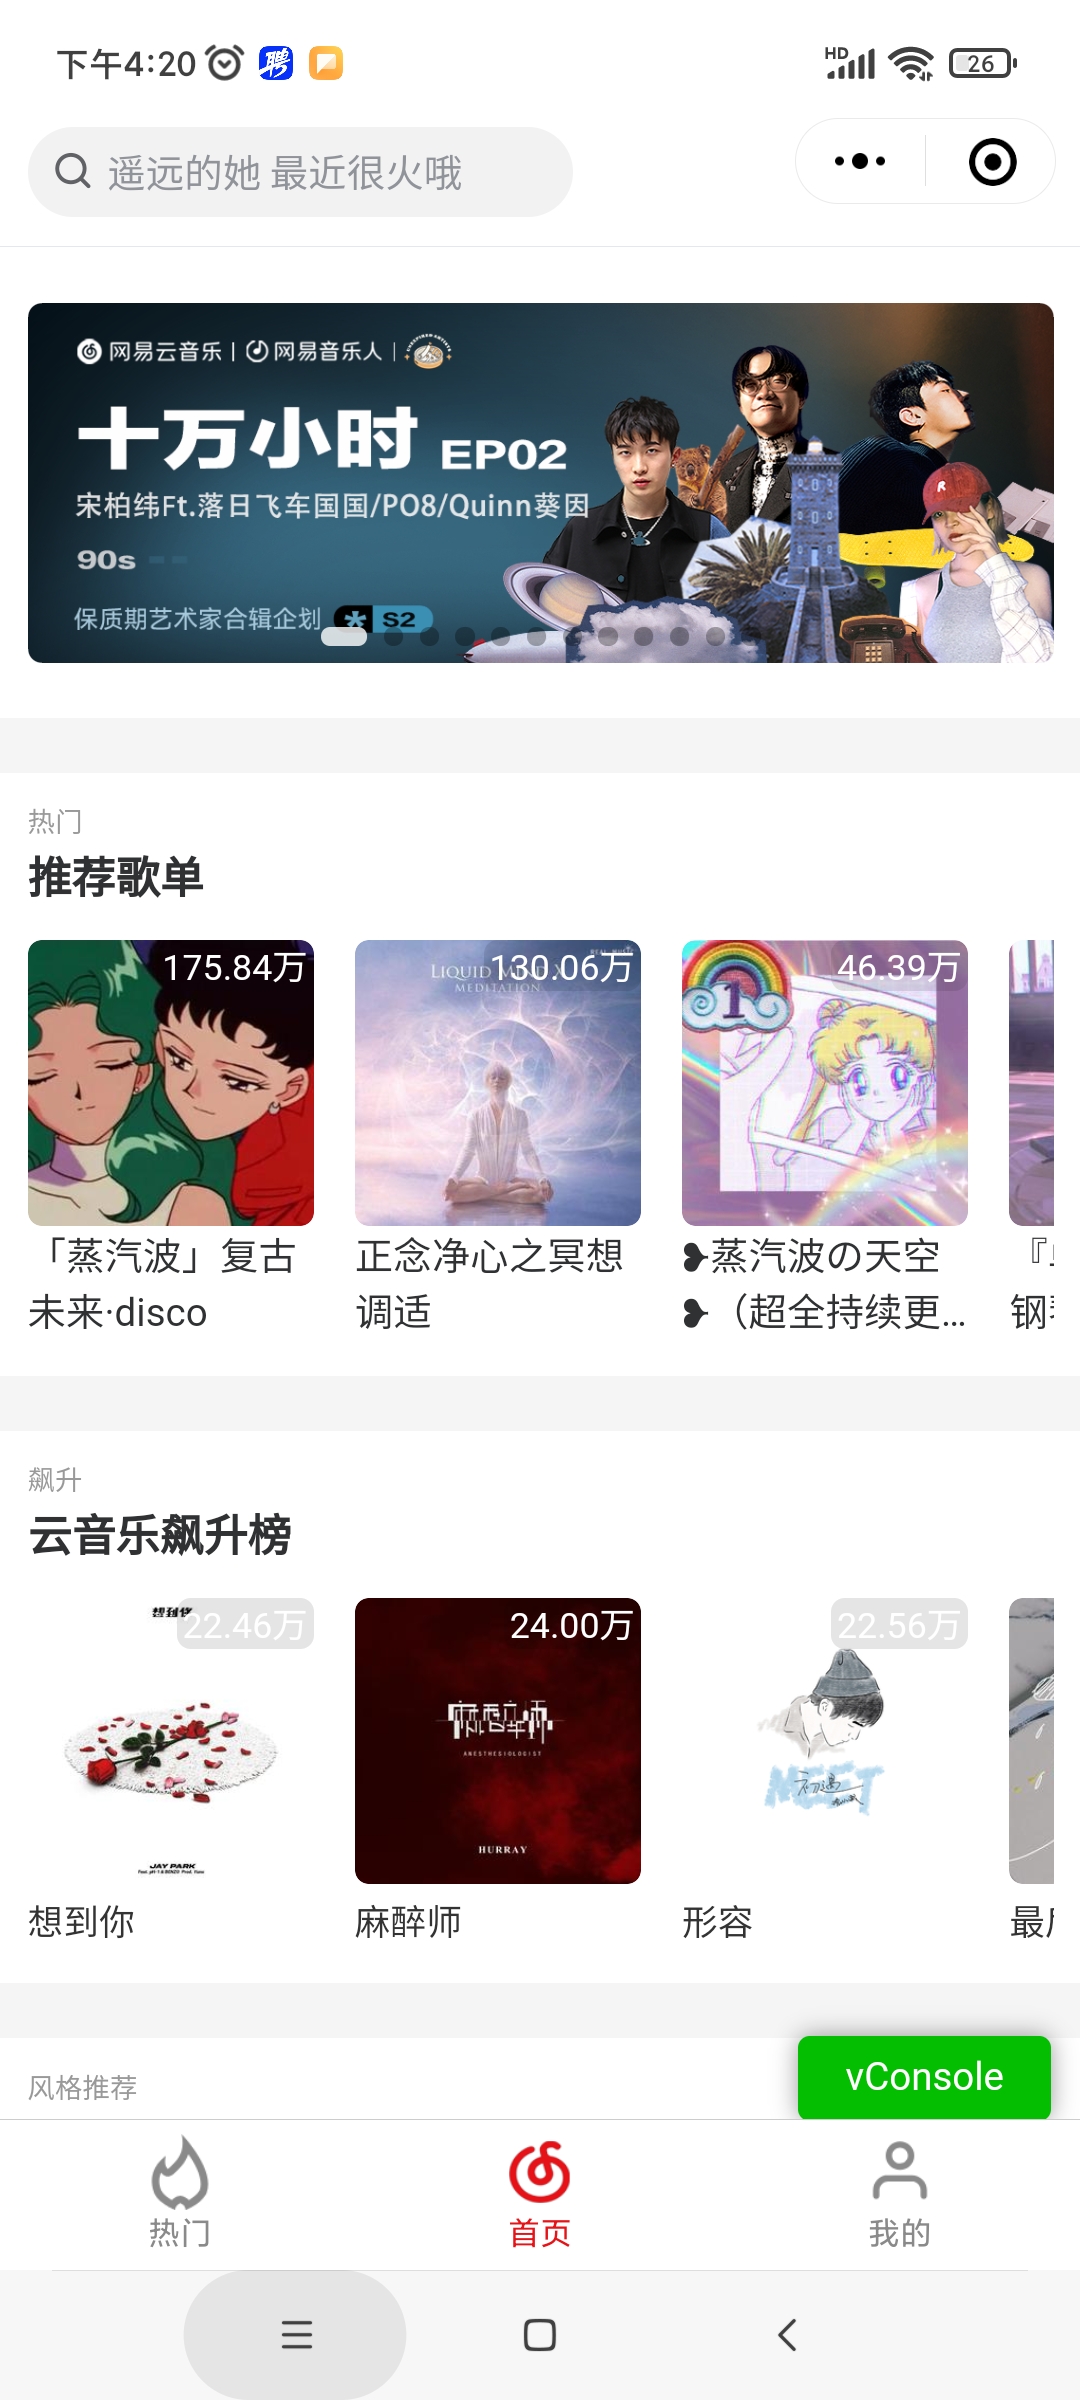 下午4:20
聘
HD
26
遥远的她 最近很火哦
网易云音乐 | 网易音乐人 |
十万小时 EP02
宋柏纬Ft.落日飞车国国/PO8/Quinn葵因
90s
保质期艺术家合辑企划 * S2
热门
推荐歌单
175.84万
LIQUID MIND X
MEDITATION
130.06万
1
46.39万
「蒸汽波」复古
未来·disco
正念净心之冥想
调适
❥蒸汽波の天空
❥（超全持续更…
钢
飙升
云音乐飙升榜
想到你
22.46万
JAY PARK
24.00万
麻醉师
ANESTHESIOLOGIST
HURRAY
22.56万
初遇
想到你
麻醉师
形容
最
风格推荐
vConsole
热门
首页
我的